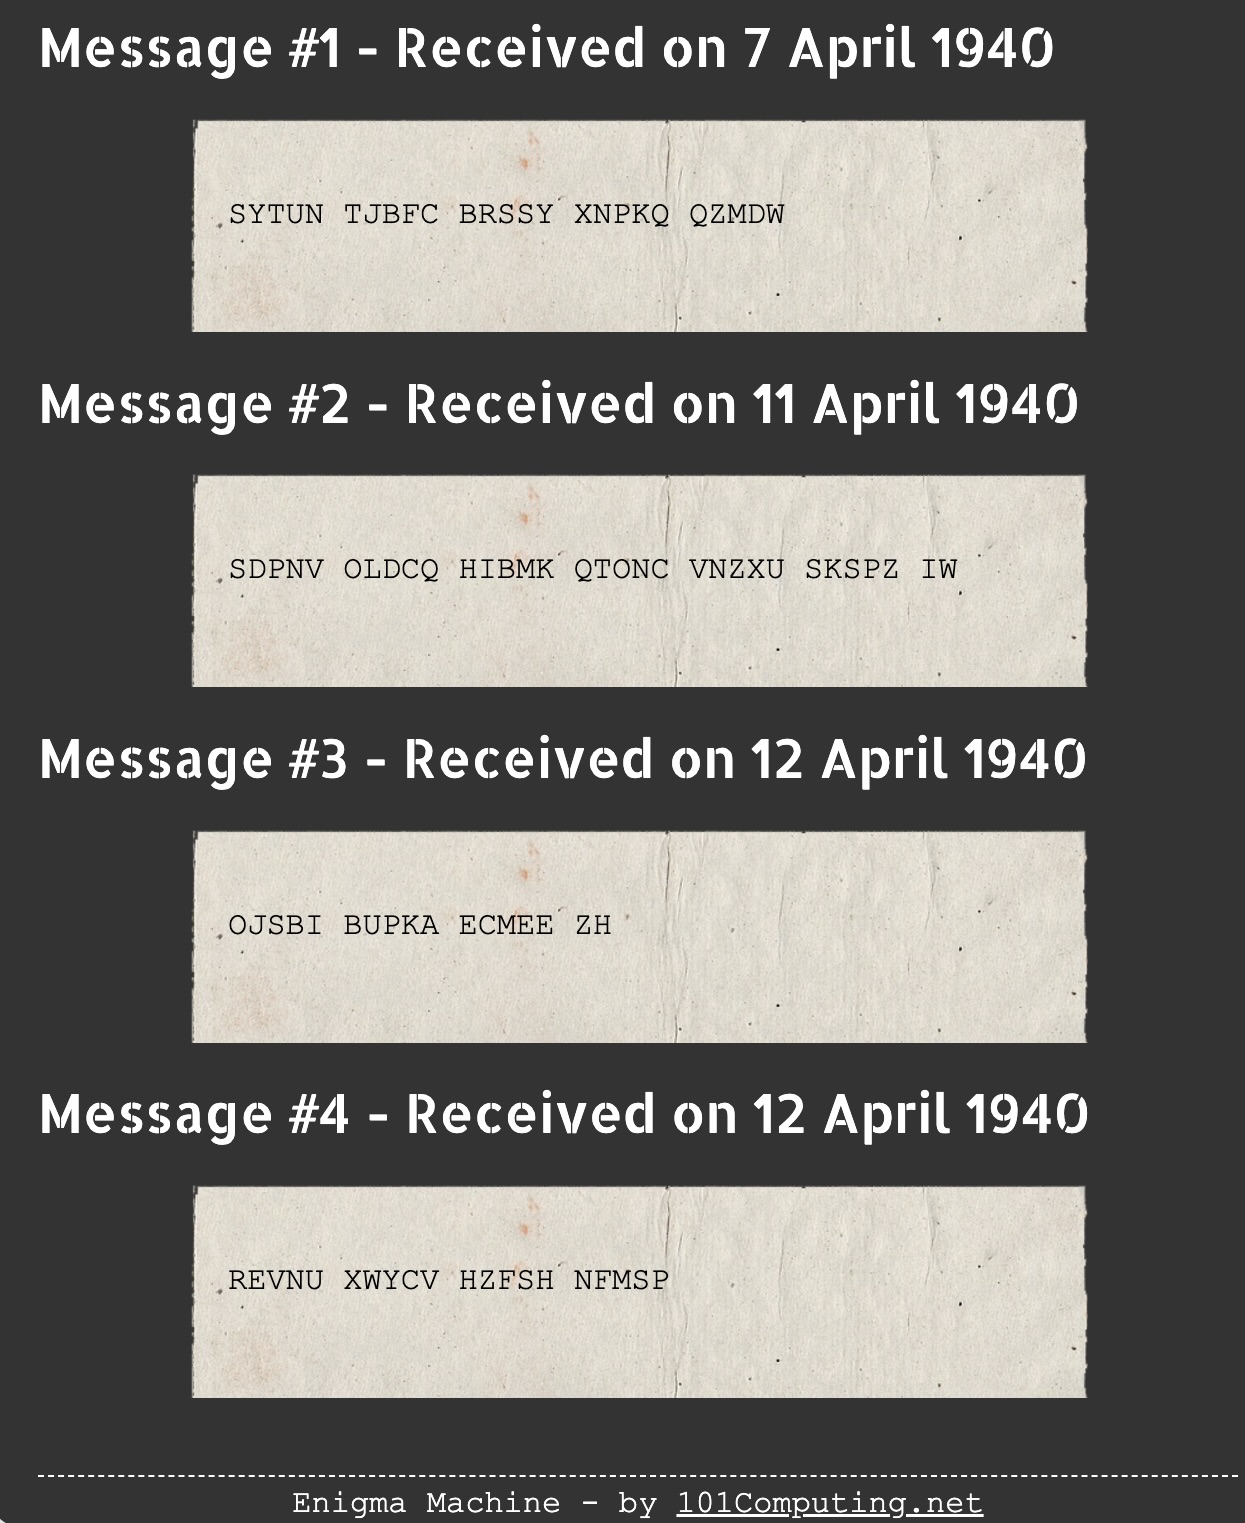 Message #1 - Received on 7 April 1940
SYTUN TJBFC BRSSY XNPKQ QZMDW
Message #2 - Received on 11 April 1940
SDPNV OLDCQ HIBMK QTONC VNZXU SKSPZ IW
Message #3 - Received on 12 April 1940
OJSBI BUPKA ECMEE ZH
Message #4 - Received on 12 April 1940
REVNU XWYCV HZFSH NFMSP
Enigma Machine - by 101Computing.net